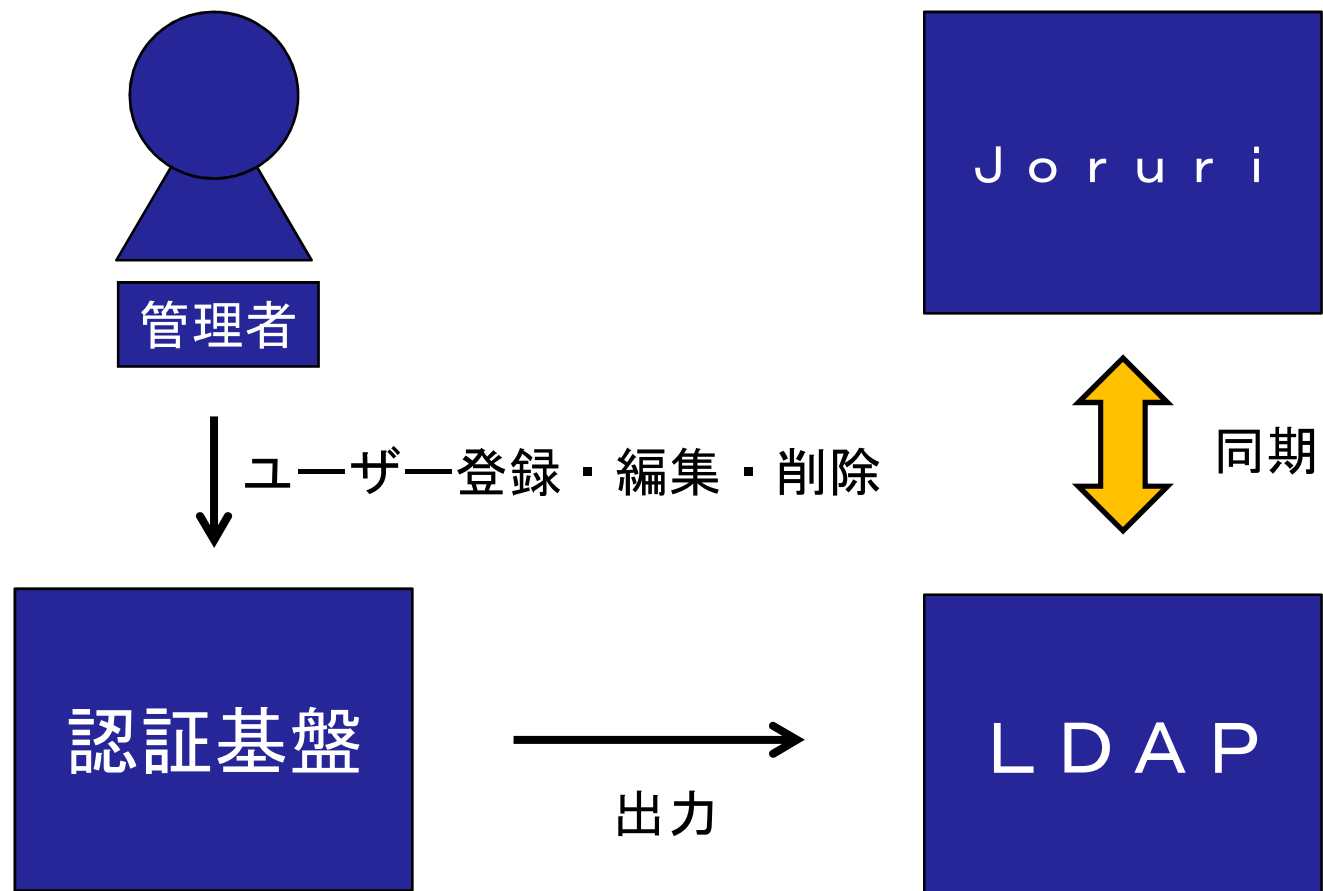 Ｊｏｒｕｒｉ
管理者
ユーザー登録・編集・削除
同期
認証基盤
ＬＤＡＰ
出力